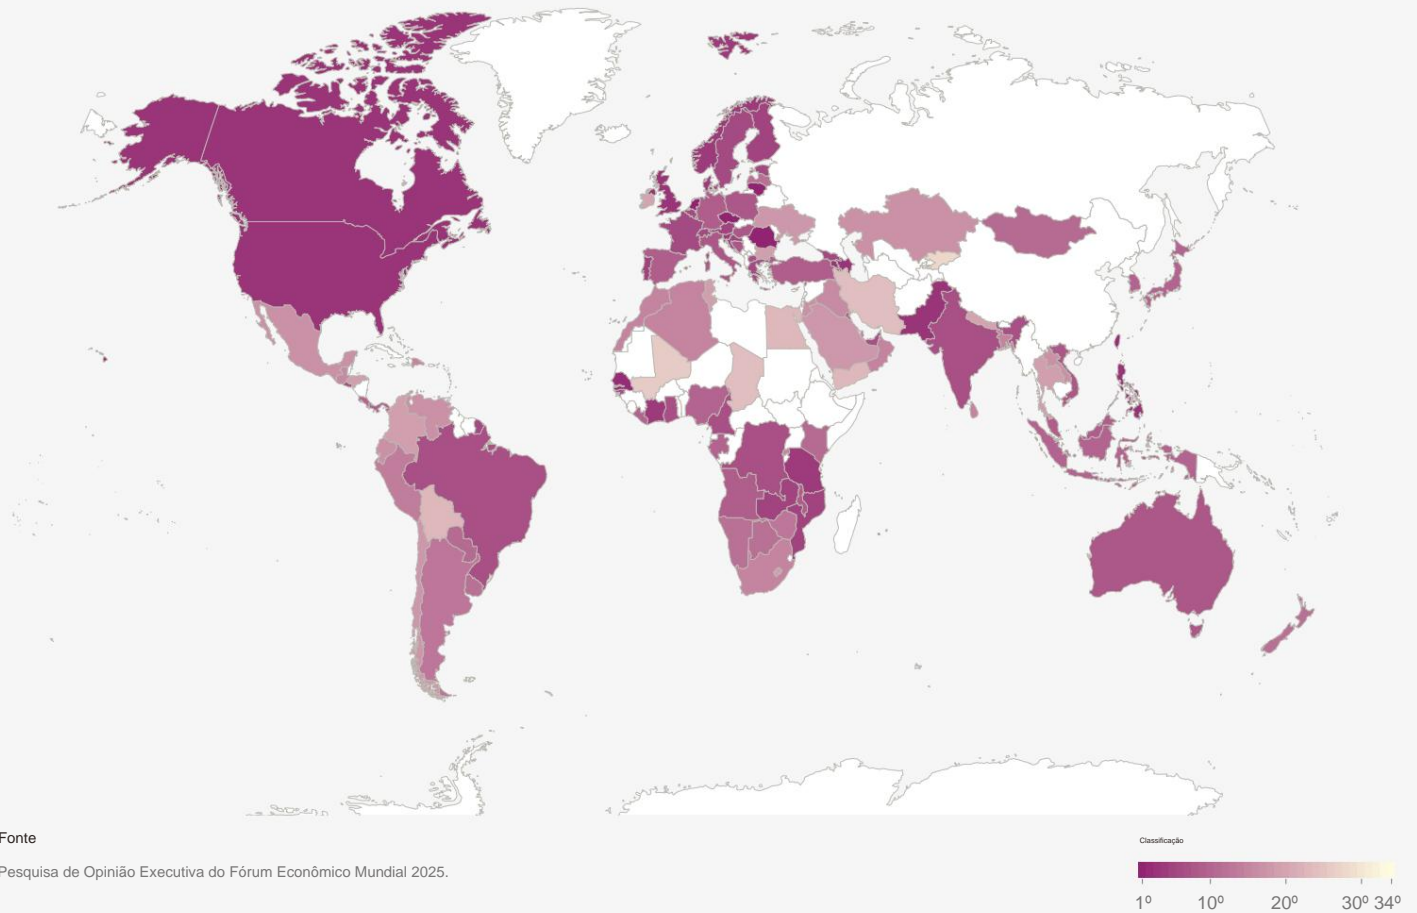 Fonte
Pesquisa de Opinião Executiva do Fórum Econômico Mundial 2025.
Classificação
1º 10º 20º 30º 34º